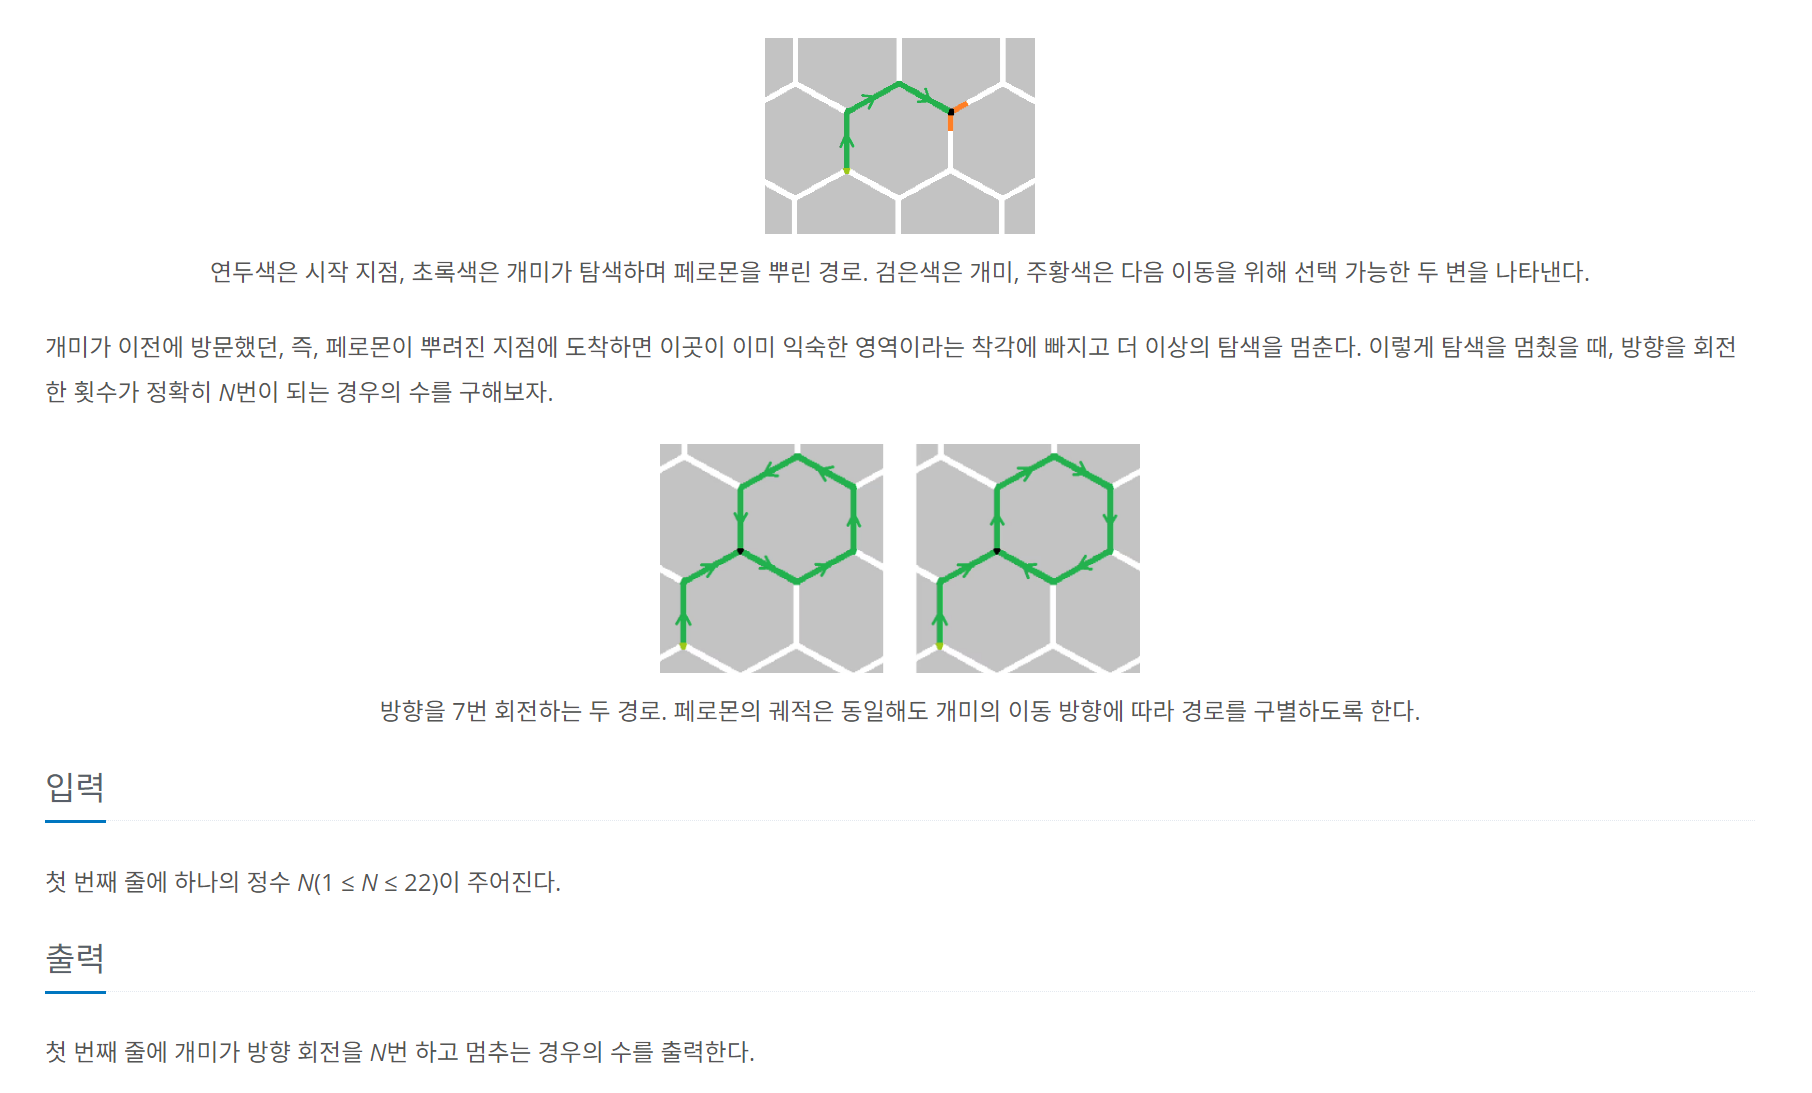 연두색은 시작 지점, 초록색은 개미가 탐색하며 페로몬을 뿌린 경로. 검은색은 개미, 주황색은 다음 이동을 위해 선택 가능한 두 변을 나타낸다.
개미가 이전에 방문했던, 즉, 페로몬이 뿌려진 지점에 도착하면 이곳이 이미 익숙한 영역이라는 착각에 빠지고 더 이상의 탐색을 멈춘다. 이렇게 탐색을 멈췄을 때, 방향을 회전
한 횟수가 정확히 N번이 되는 경우의 수를 구해보자.
방향을 7번 회전하는 두 경로. 페로몬의 궤적은 동일해도 개미의 이동 방향에 따라 경로를 구별하도록 한다.
입력
첫 번째 줄에 하나의 정수 N(1 ≤ N ≤ 22)이 주어진다.
출력
첫 번째 줄에 개미가 방향 회전을 N번 하고 멈추는 경우의 수를 출력한다.